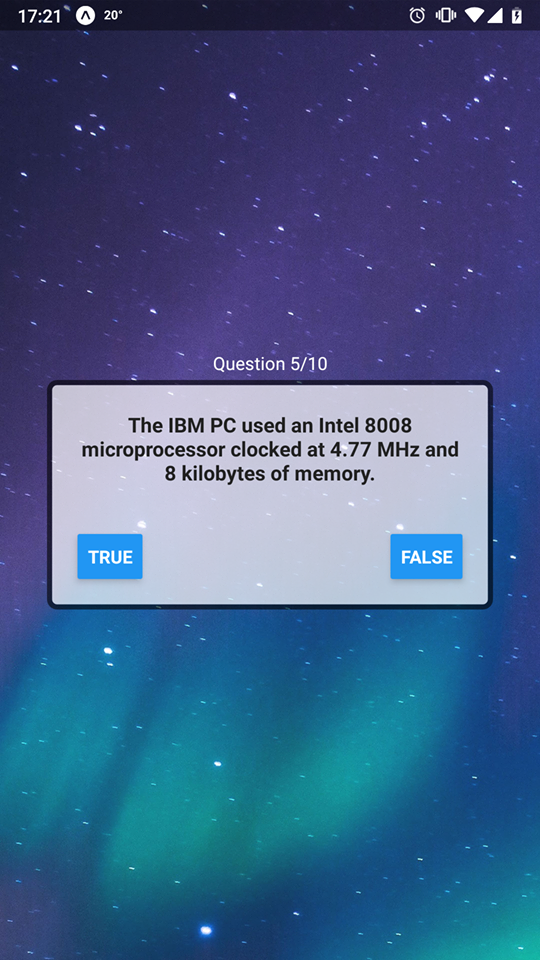 17:21 20°
Question 5/10
The IBM PC used an Intel 8008
microprocessor clocked at 4.77 MHz and
8 kilobytes of memory.
TRUE FALSE